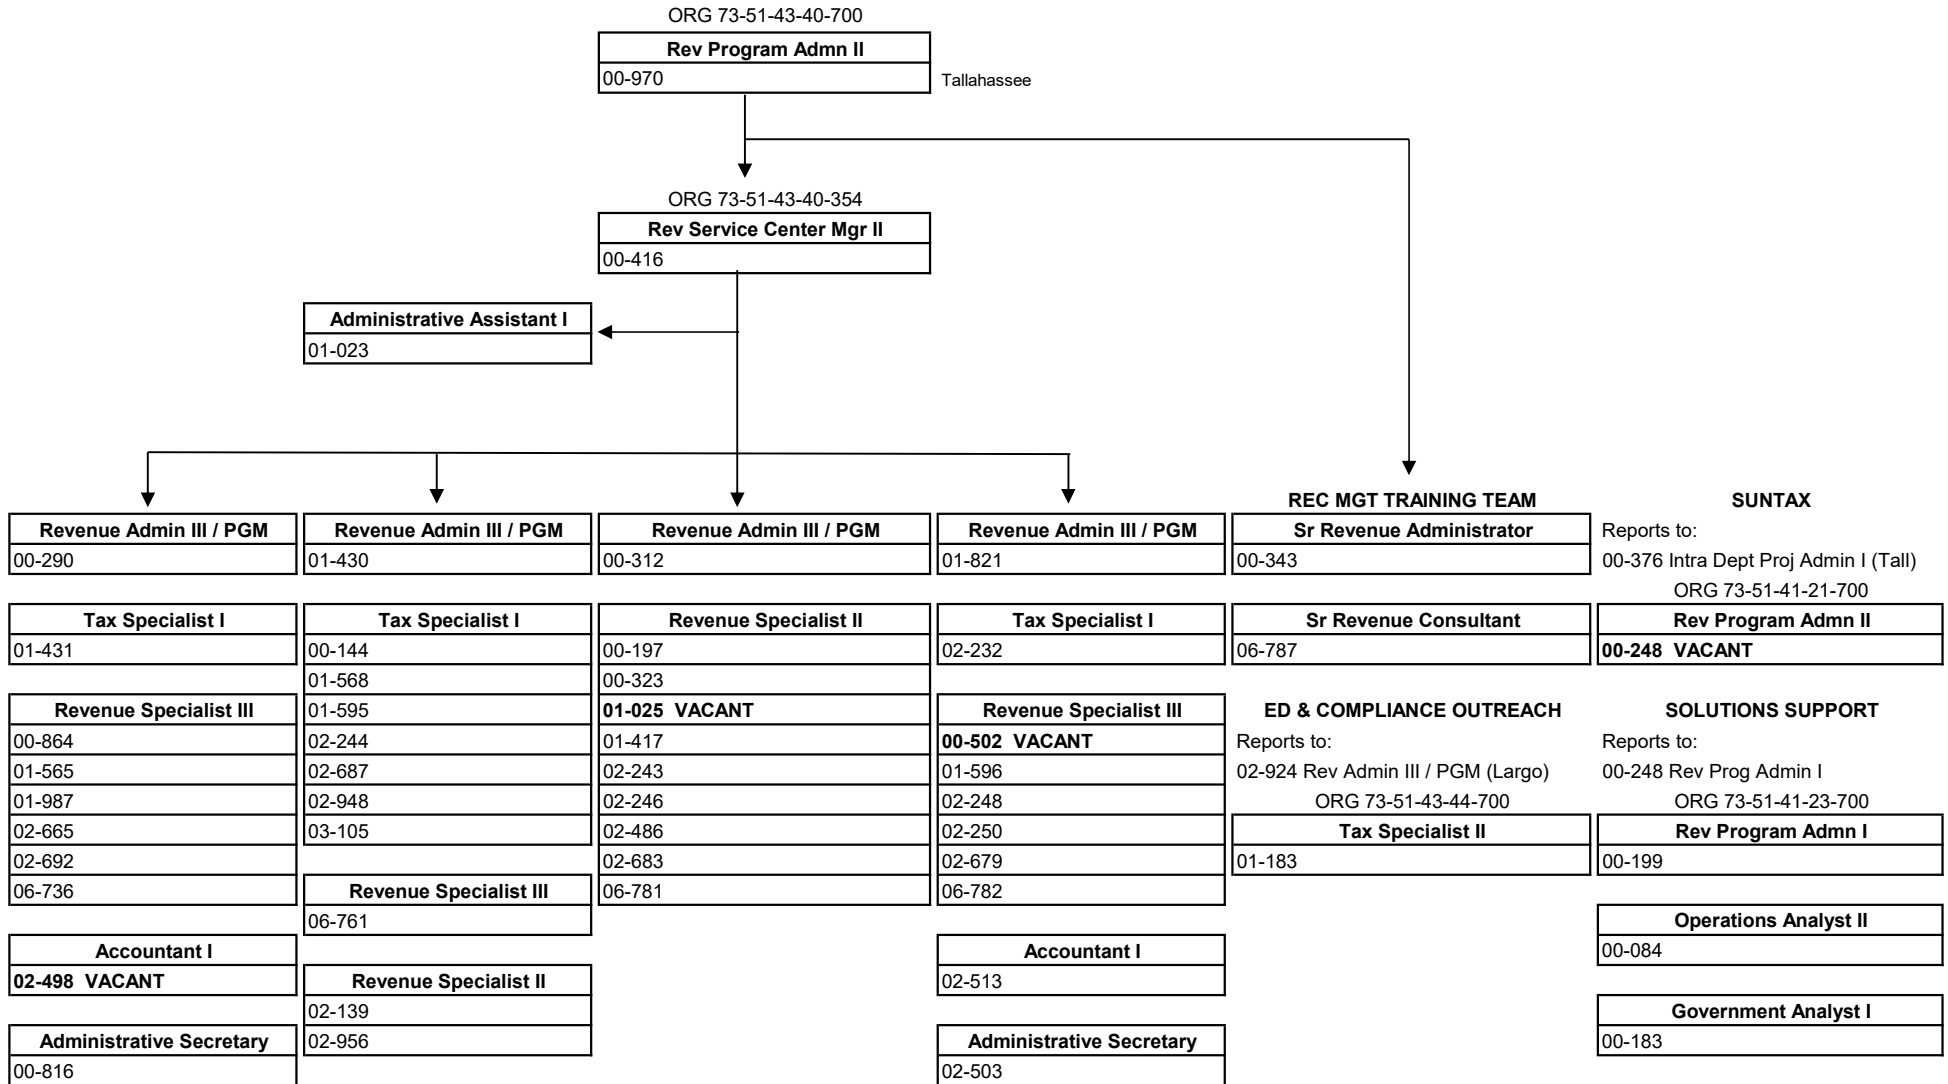 ORG 73-51-43-40-700
Rev Program Admn II
00-970
Tallahassee
ORG 73-51-43-40-354
Rev Service Center Mgr II
00-416
Administrative Assistant I
01-023
Revenue Admin III / PGM
00-290
Tax Specialist I
01-431
Revenue Specialist III
00-864
01-565
01-987
02-665
02-692
06-736
Accountant I
02-498 VACANT
Administrative Secretary
00-816
Revenue Admin III / PGM
01-430
Tax Specialist I
00-144
01-568
01-595
02-244
02-687
02-948
03-105
Revenue Specialist III
06-761
Revenue Specialist II
02-139
02-956
Revenue Admin III / PGM
00-312
Revenue Specialist II
00-197
00-323
01-025 VACANT
01-417
02-243
02-246
02-486
02-683
06-781
Revenue Admin III / PGM
01-821
Tax Specialist I
02-232
Revenue Specialist III
00-502 VACANT
01-596
02-248
02-250
02-679
06-782
Accountant I
02-513
Administrative Secretary
02-503
REC MGT TRAINING TEAM
Sr Revenue Administrator
00-343
Sr Revenue Consultant
06-787
ED & COMPLIANCE OUTREACH
Reports to:
02-924 Rev Admin III / PGM (Largo)
ORG 73-51-43-44-700
Tax Specialist II
01-183
SUNTAX
Reports to:
00-376 Intra Dept Proj Admin I (Tall)
ORG 73-51-41-21-700
Rev Program Admn II
00-248 VACANT
SOLUTIONS SUPPORT
Reports to:
00-248 Rev Prog Admin I
ORG 73-51-41-23-700
Rev Program Admn I
00-199
Operations Analyst II
00-084
Government Analyst I
00-183